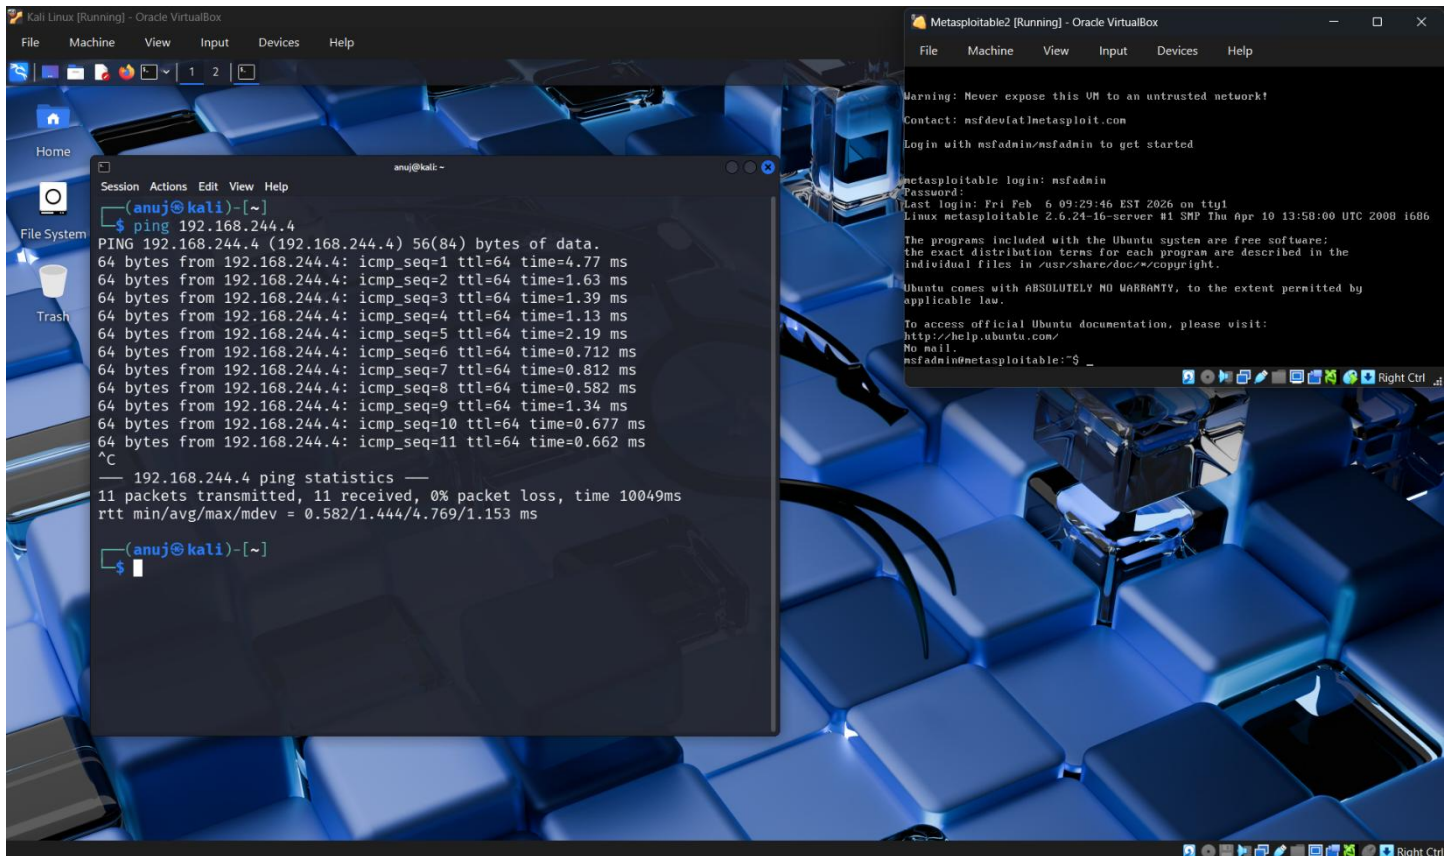 Kali Linux [Running] - Oracle VirtualBox
File Machine View Input Devices Help
1 2
Home
File System
Trash
anuj@kali: ~
Session Actions Edit View Help
┌──(anuj㉿kali)-[~]
└─$ ping 192.168.244.4
PING 192.168.244.4 (192.168.244.4) 56(84) bytes of data.
64 bytes from 192.168.244.4: icmp_seq=1 ttl=64 time=4.77 ms
64 bytes from 192.168.244.4: icmp_seq=2 ttl=64 time=1.63 ms
64 bytes from 192.168.244.4: icmp_seq=3 ttl=64 time=1.39 ms
64 bytes from 192.168.244.4: icmp_seq=4 ttl=64 time=1.13 ms
64 bytes from 192.168.244.4: icmp_seq=5 ttl=64 time=2.19 ms
64 bytes from 192.168.244.4: icmp_seq=6 ttl=64 time=0.712 ms
64 bytes from 192.168.244.4: icmp_seq=7 ttl=64 time=0.812 ms
64 bytes from 192.168.244.4: icmp_seq=8 ttl=64 time=0.582 ms
64 bytes from 192.168.244.4: icmp_seq=9 ttl=64 time=1.34 ms
64 bytes from 192.168.244.4: icmp_seq=10 ttl=64 time=0.677 ms
64 bytes from 192.168.244.4: icmp_seq=11 ttl=64 time=0.662 ms
^C
— 192.168.244.4 ping statistics —
11 packets transmitted, 11 received, 0% packet loss, time 10049ms
rtt min/avg/max/mdev = 0.582/1.444/4.769/1.153 ms
┌──(anuj㉿kali)-[~]
└─$
Metasploitable2 [Running] - Oracle VirtualBox
File Machine View Input Devices Help
Warning: Never expose this VM to an untrusted network!
Contact: msfdev[at]metasploit.com
Login with msfadmin/msfadmin to get started
metasploitable login: msfadmin
Password:
Last login: Fri Feb  6 09:29:46 EST 2026 on tty1
Linux metasploitable 2.6.24-16-server #1 SMP Thu Apr 10 13:58:00 UTC 2008 i686
The programs included with the Ubuntu system are free software;
the exact distribution terms for each program are described in the
individual files in /usr/share/doc/*/copyright.
Ubuntu comes with ABSOLUTELY NO WARRANTY, to the extent permitted by
applicable law.
To access official Ubuntu documentation, please visit:
http://help.ubuntu.com/
No mail.
msfadmin@metasploitable:~$ _
Right Ctrl
Right Ctrl